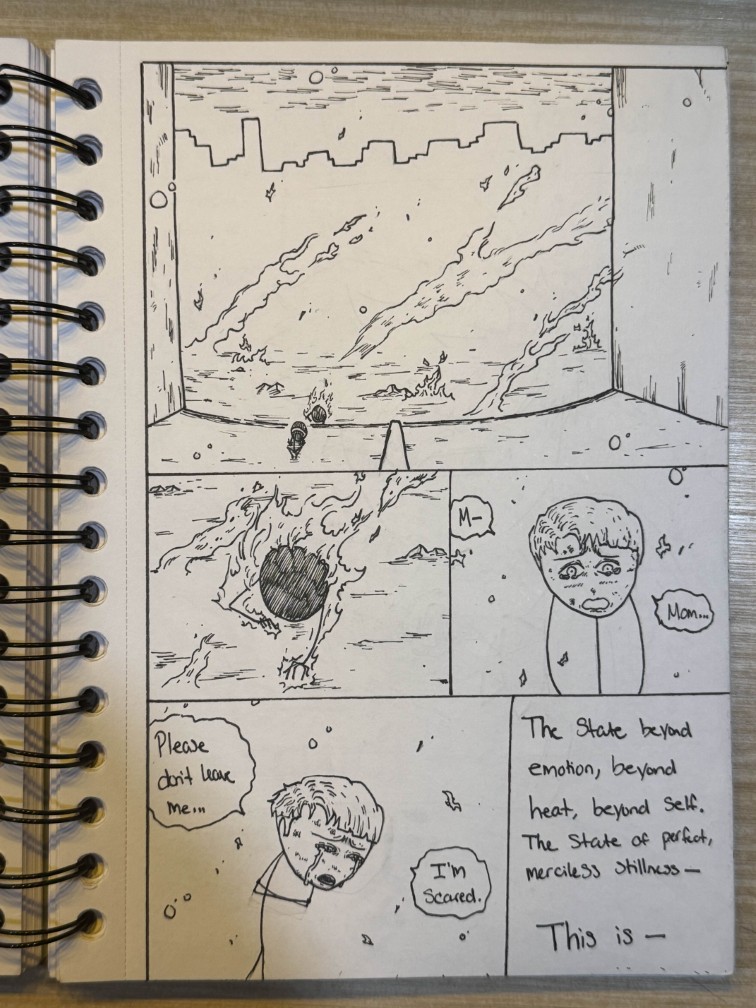 M-
Mom...
Please
don't leave
me...
I'm
Scared.
The State beyond
emotion, beyond
heat, beyond Self.
The State of perfect,
merciless stillness—
This is —